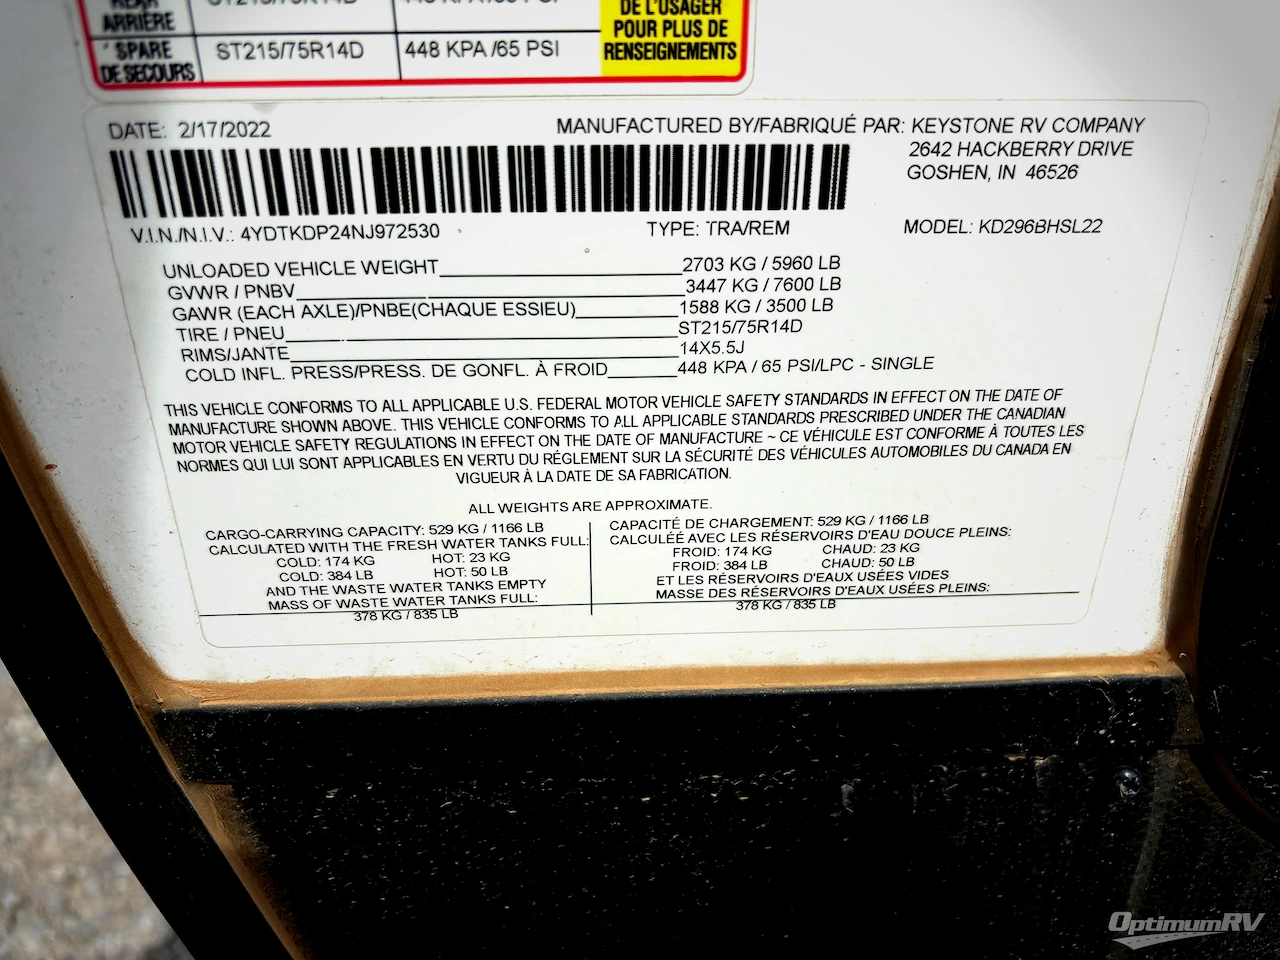 ARRIÈRE
SPARE ST215/75R14D 448 KPA /65 PSI
DE SECOURS
DE L'USAGER
POUR PLUS DE
RENSEIGNEMENTS
DATE: 2/17/2022 MANUFACTURED BY/FABRIQUÉ PAR: KEYSTONE RV COMPANY
2642 HACKBERRY DRIVE
GOSHEN, IN 46526
V.I.N./N.I.V.: 4YDTKDP24NJ972530 TYPE: TRA/REM MODEL: KD296BHSL22
UNLOADED VEHICLE WEIGHT 2703 KG / 5960 LB
GVWR / PNBV 3447 KG / 7600 LB
GAWR (EACH AXLE)/PNBE(CHAQUE ESSIEU) 1588 KG / 3500 LB
TIRE / PNEU ST215/75R14D
RIMS/JANTE 14X5.5J
COLD INFL. PRESS/PRESS. DE GONFL. À FROID 448 KPA / 65 PSI/LPC - SINGLE
THIS VEHICLE CONFORMS TO ALL APPLICABLE U.S. FEDERAL MOTOR VEHICLE SAFETY STANDARDS IN EFFECT ON THE DATE OF
MANUFACTURE SHOWN ABOVE. THIS VEHICLE CONFORMS TO ALL APPLICABLE STANDARDS PRESCRIBED UNDER THE CANADIAN
MOTOR VEHICLE SAFETY REGULATIONS IN EFFECT ON THE DATE OF MANUFACTURE ~ CE VÉHICULE EST CONFORME À TOUTES LES
NORMES QUI LUI SONT APPLICABLES EN VERTU DU RÉGLEMENT SUR LA SÉCURITÉ DES VÉHICULES AUTOMOBILES DU CANADA EN
VIGUEUR À LA DATE DE SA FABRICATION.
ALL WEIGHTS ARE APPROXIMATE.
CARGO-CARRYING CAPACITY: 529 KG / 1166 LB
CALCULATED WITH THE FRESH WATER TANKS FULL:
COLD: 174 KG HOT: 23 KG
COLD: 384 LB HOT: 50 LB
AND THE WASTE WATER TANKS EMPTY
MASS OF WASTE WATER TANKS FULL:
378 KG / 835 LB
CAPACITÉ DE CHARGEMENT: 529 KG / 1166 LB
CALCULÉE AVEC LES RÉSERVOIRS D'EAU DOUCE PLEINS:
FROID: 174 KG CHAUD: 23 KG
FROID: 384 LB CHAUD: 50 LB
ET LES RÉSERVOIRS D'EAUX USÉES VIDES
MASSE DES RÉSERVOIRS D'EAUX USÉES PLEINS:
378 KG / 835 LB
OptimumRV